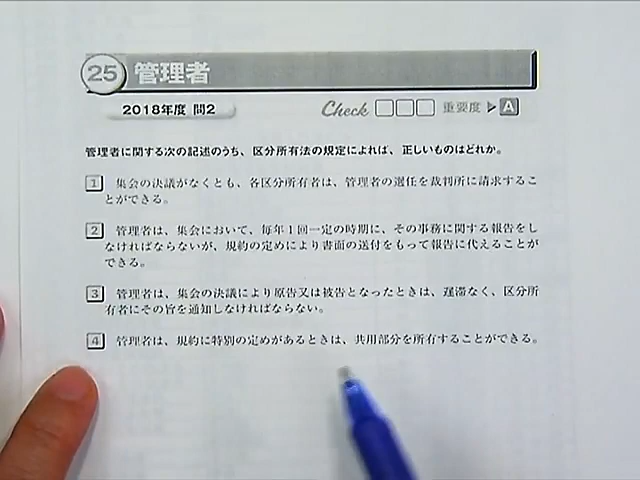 25 管理者
2018年度 問2 Check 重要度 ▶ A
管理者に関する次の記述のうち、区分所有法の規定によれば、正しいものはどれか。
1 集会の決議がなくとも、各区分所有者は、管理者の選任を裁判所に請求するこ
とができる。
2 管理者は、集会において、毎年1回一定の時期に、その事務に関する報告をし
なければならないが、規約の定めにより書面の送付をもって報告に代えることが
できる。
3 管理者は、集会の決議により原告又は被告となったときは、遅滞なく、区分所
有者にその旨を通知しなければならない。
4 管理者は、規約に特別の定めがあるときは、共用部分を所有することができる。